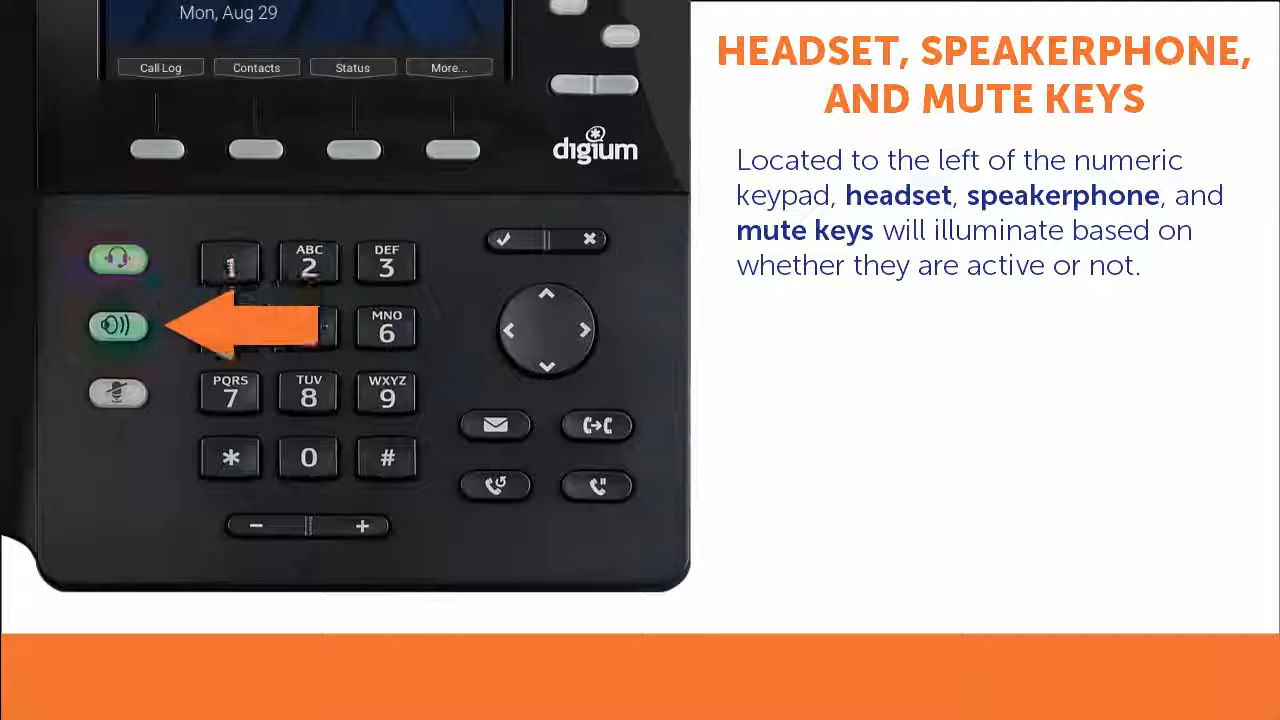 Mon, Aug 29
Call Log Contacts Status More...
digium
HEADSET, SPEAKERPHONE,
AND MUTE KEYS
Located to the left of the numeric
keypad, headset, speakerphone, and
mute keys will illuminate based on
whether they are active or not.
ABC DEF
2 3
MNO
6
PQRS TUV WXYZ
7 8 9
* 0 #
- +